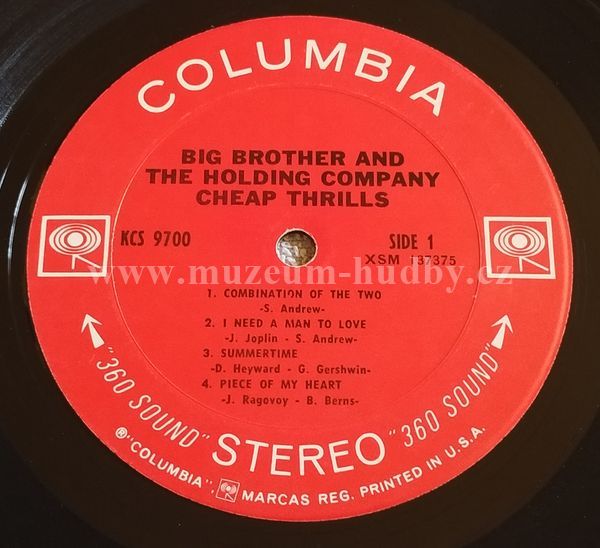 COLUMBIA
BIG BROTHER AND
THE HOLDING COMPANY
CHEAP THRILLS
KCS 9700
SIDE 1
XSM 137375
www.muzeum-hudby.cz
1. COMBINATION OF THE TWO
-S. Andrew-
2. I NEED A MAN TO LOVE
-J. Joplin - S. Andrew-
3. SUMMERTIME
-D. Heyward - G. Gershwin-
4. PIECE OF MY HEART
-J. Ragovoy - B. Berns-
"360 SOUND" STEREO "360 SOUND"
® "COLUMBIA", MARCAS REG. PRINTED IN U.S.A.